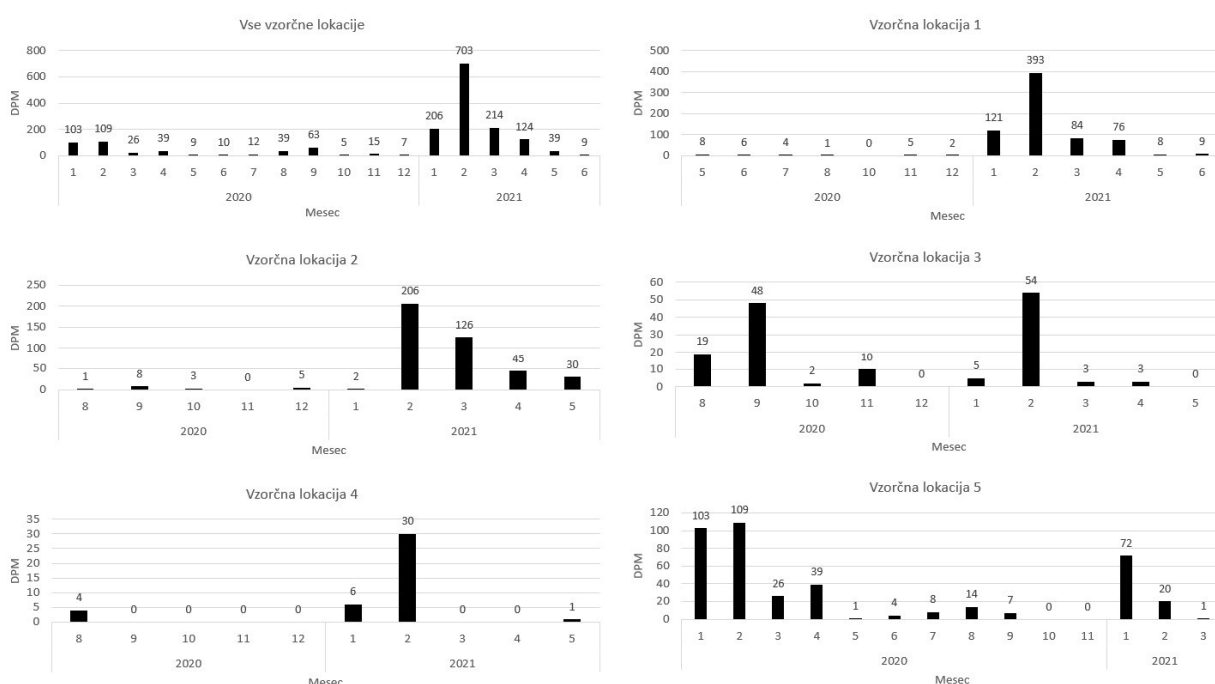 Vse vzorčne lokacije
800
600
400
200
0
DPM
103 109 26 39 9 10 12 39 63 5 15 7 206 703 214 124 39 9
1 2 3 4 5 6 7 8 9 10 11 12 1 2 3 4 5 6
2020 2021
Mesec
Vzorčna lokacija 1
500
400
300
200
100
0
DPM
8 6 4 1 0 5 2 121 393 84 76 8 9
5 6 7 8 10 11 12 1 2 3 4 5 6
2020 2021
Mesec
Vzorčna lokacija 2
250
200
150
100
50
0
DPM
1 8 3 0 5 2 206 126 45 30
8 9 10 11 12 1 2 3 4 5
2020 2021
Mesec
Vzorčna lokacija 3
60
50
40
30
20
10
0
DPM
19 48 2 10 0 5 54 3 3 0
8 9 10 11 12 1 2 3 4 5
2020 2021
Mesec
Vzorčna lokacija 4
35
30
25
20
15
10
5
0
DPM
4 0 0 0 0 6 30 0 0 1
8 9 10 11 12 1 2 3 4 5
2020 2021
Mesec
Vzorčna lokacija 5
120
100
80
60
40
20
0
DPM
103 109 26 39 1 4 8 14 7 0 0 72 20 1
1 2 3 4 5 6 7 8 9 10 11 1 2 3
2020 2021
Mesec